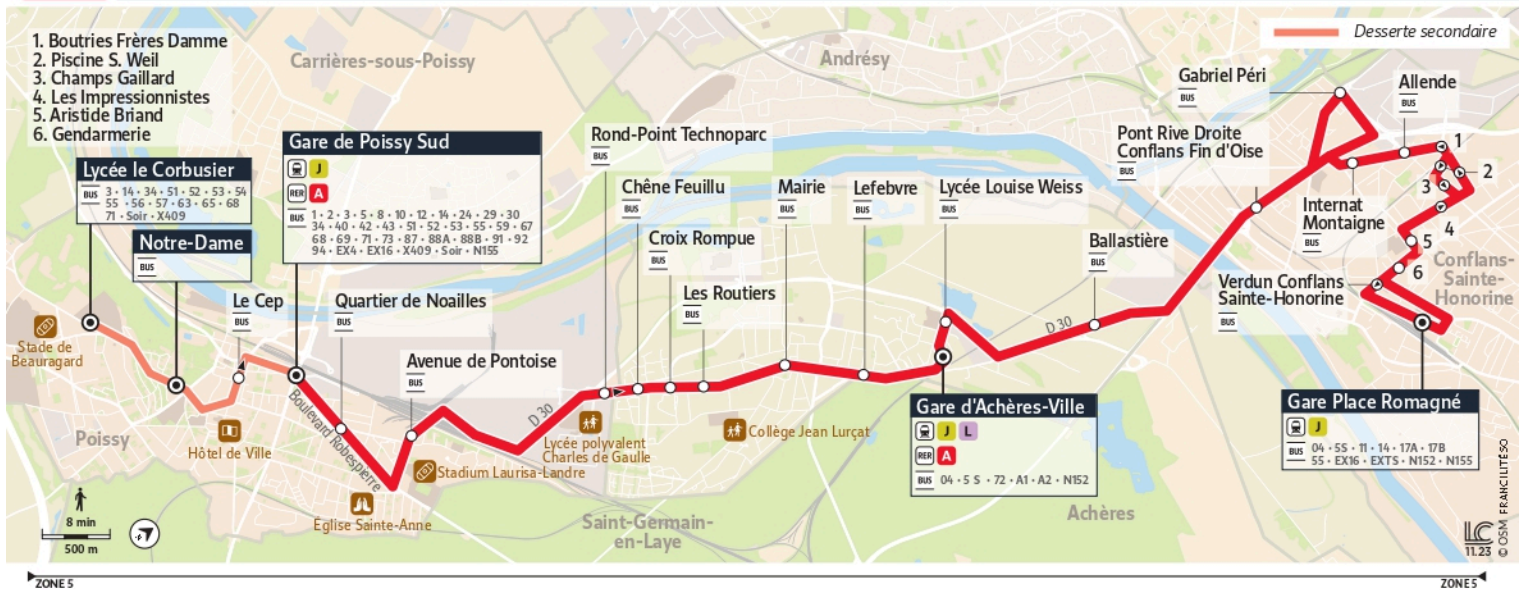 1. Boutries Frères Damme
2. Piscine S. Weil
3. Champs Gaillard
4. Les Impressionnistes
5. Aristide Briand
6. Gendarmerie
Carrières-sous-Poissy
Andrésy
Desserte secondaire
Lycée le Corbusier
BUS 3 • 14 • 34 • 51 • 52 • 53 • 54
55 • 56 • 57 • 63 • 65 • 68
71 • Soir • X409
Notre-Dame
BUS
Le Cep
BUS
Gare de Poissy Sud
J
RER A
BUS 1 • 2 • 3 • 5 • 8 • 10 • 12 • 14 • 24 • 29 • 30
34 • 40 • 42 • 43 • 51 • 52 • 53 • 55 • 59 • 67
68 • 69 • 71 • 73 • 87 • 88A • 88B • 91 • 92
94 • EX4 • EX16 • X409 • Soir • N155
Quartier de Noailles
BUS
Avenue de Pontoise
BUS
Rond-Point Technoparc
BUS
Chêne Feuillu
BUS
Croix Rompue
BUS
Les Routiers
BUS
Mairie
BUS
Lefebvre
BUS
Lycée Louise Weiss
BUS
Ballastière
BUS
Pont Rive Droite
Conflans Fin d'Oise
BUS
Gabriel Péri
BUS
Allende
BUS
Internat
Montaigne
BUS
1
2
3
4
5
6
Verdun Conflans
Sainte-Honorine
BUS
Conflans-
Sainte-
Honorine
Gare Place Romagné
J
BUS 04 • 5S • 11 • 14 • 17A • 17B
55 • EX16 • EXTS • N152 • N155
Gare d'Achères-Ville
J L
RER A
BUS 04 • 5 S • 72 • A1 • A2 • N152
Stade de
Beauragard
Poissy
Hôtel de Ville
Boulevard Robespierre
Église Sainte-Anne
Stadium Laurisa-Landre
D 30
Lycée polyvalent
Charles de Gaulle
Collège Jean Lurçat
D 30
Saint-Germain-
en-Laye
Achères
8 min
500 m
LC
11.23
© OSM FRANCILITÉSO
ZONE 5
ZONE 5